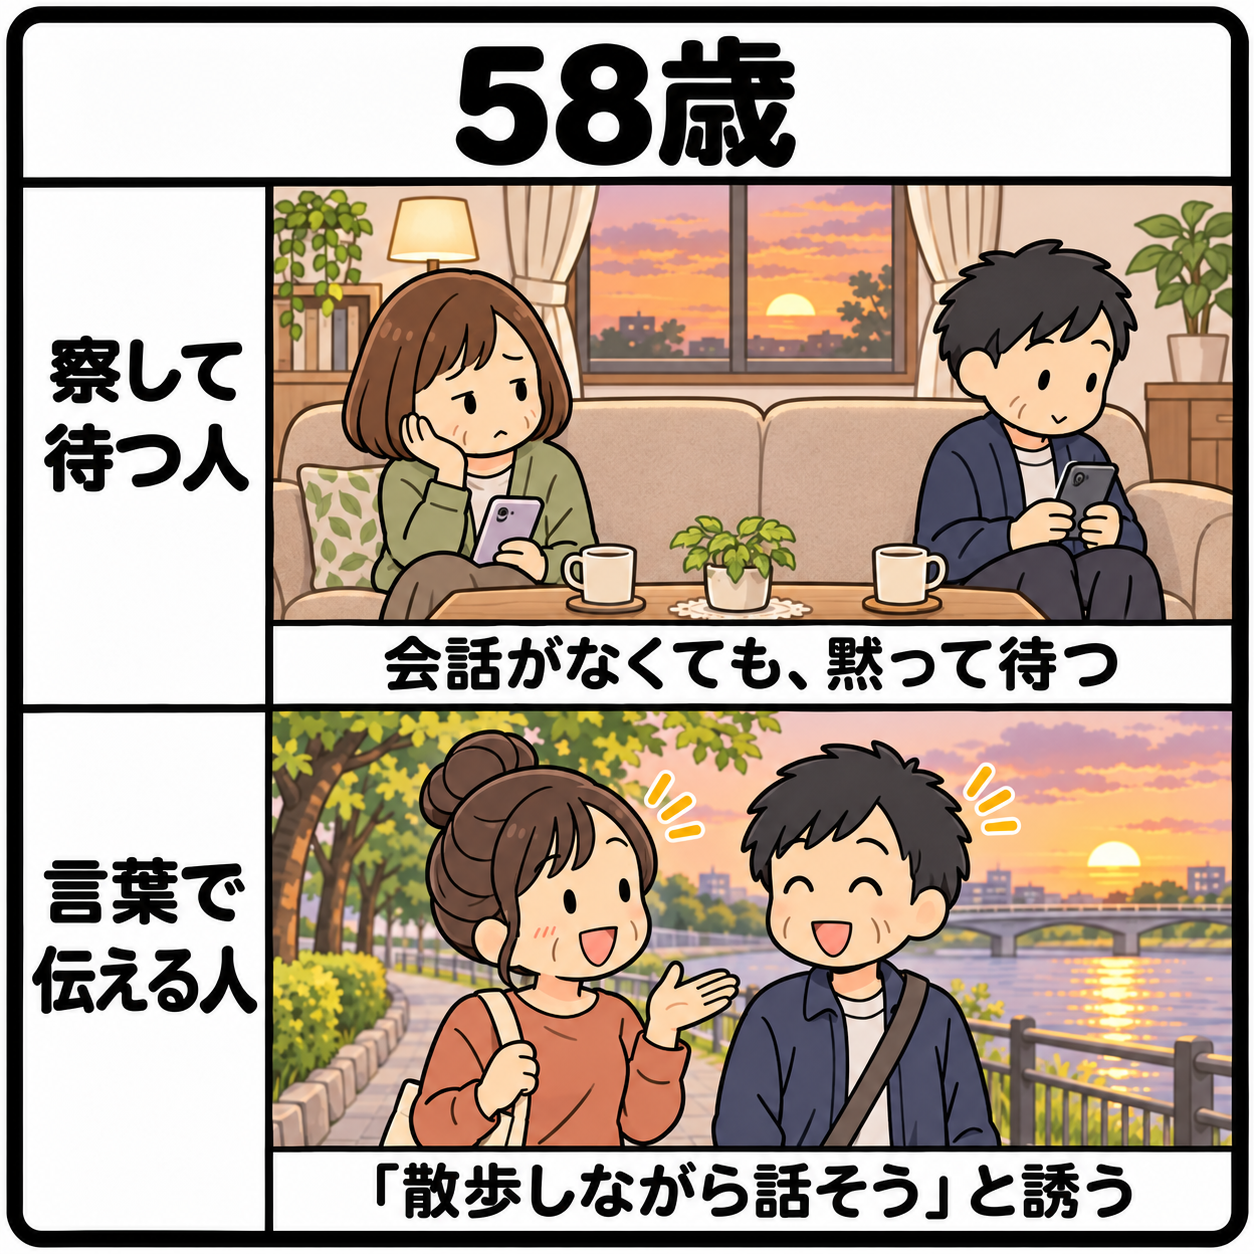 58歳
察して
待つ人
会話がなくても、黙って待つ
言葉で
伝える人
「散歩しながら話そう」と誘う